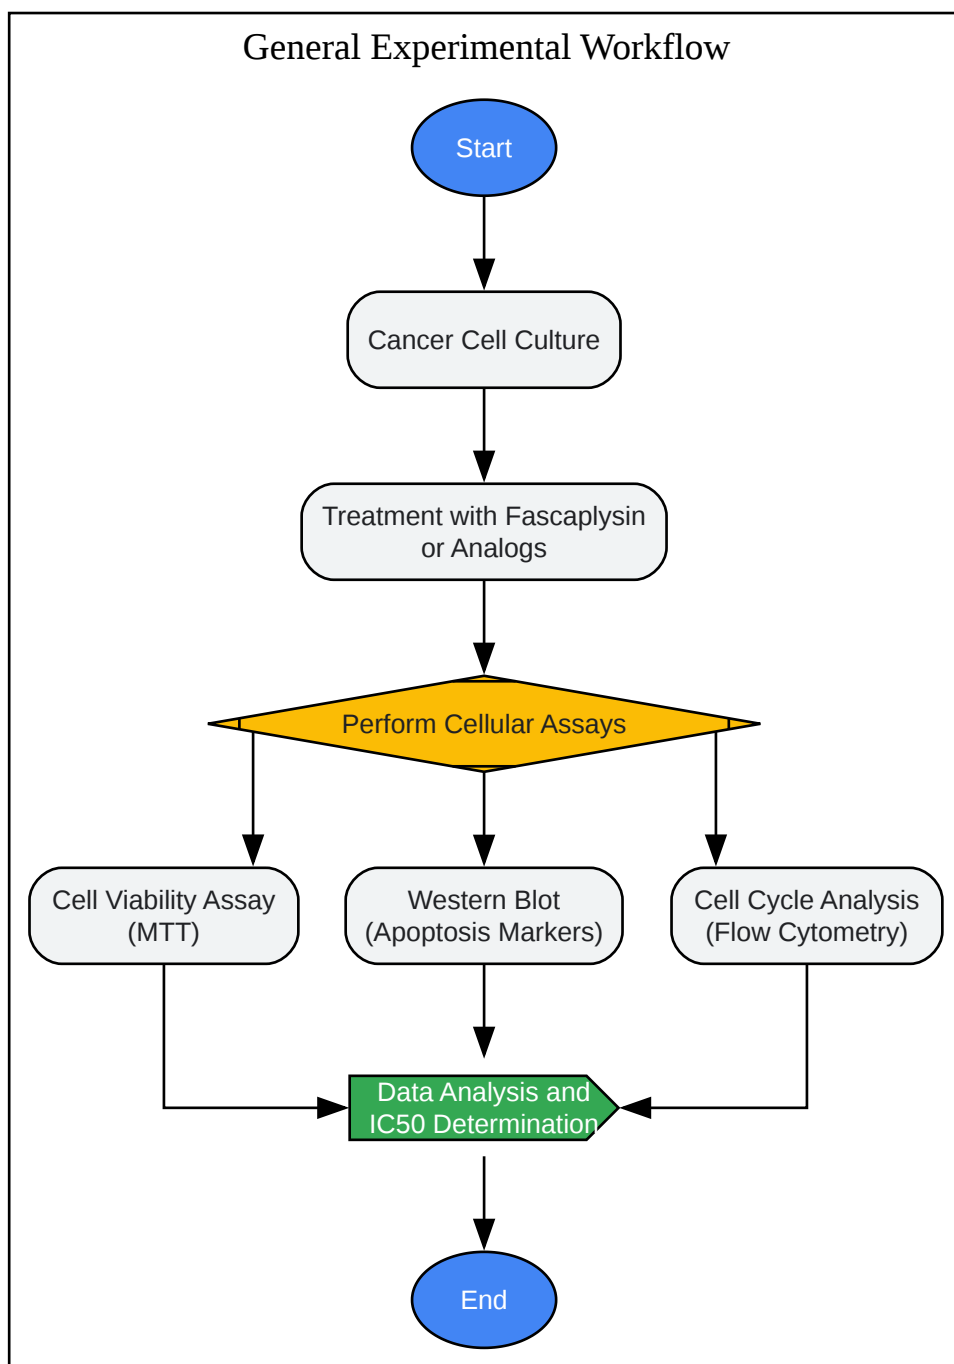 General Experimental Workflow
Start
Cancer Cell Culture
Treatment with Fascaplysin
or Analogs
Perform Cellular Assays
Cell Viability Assay
(MTT)
Western Blot
(Apoptosis Markers)
Cell Cycle Analysis
(Flow Cytometry)
Data Analysis and
IC50 Determination
End